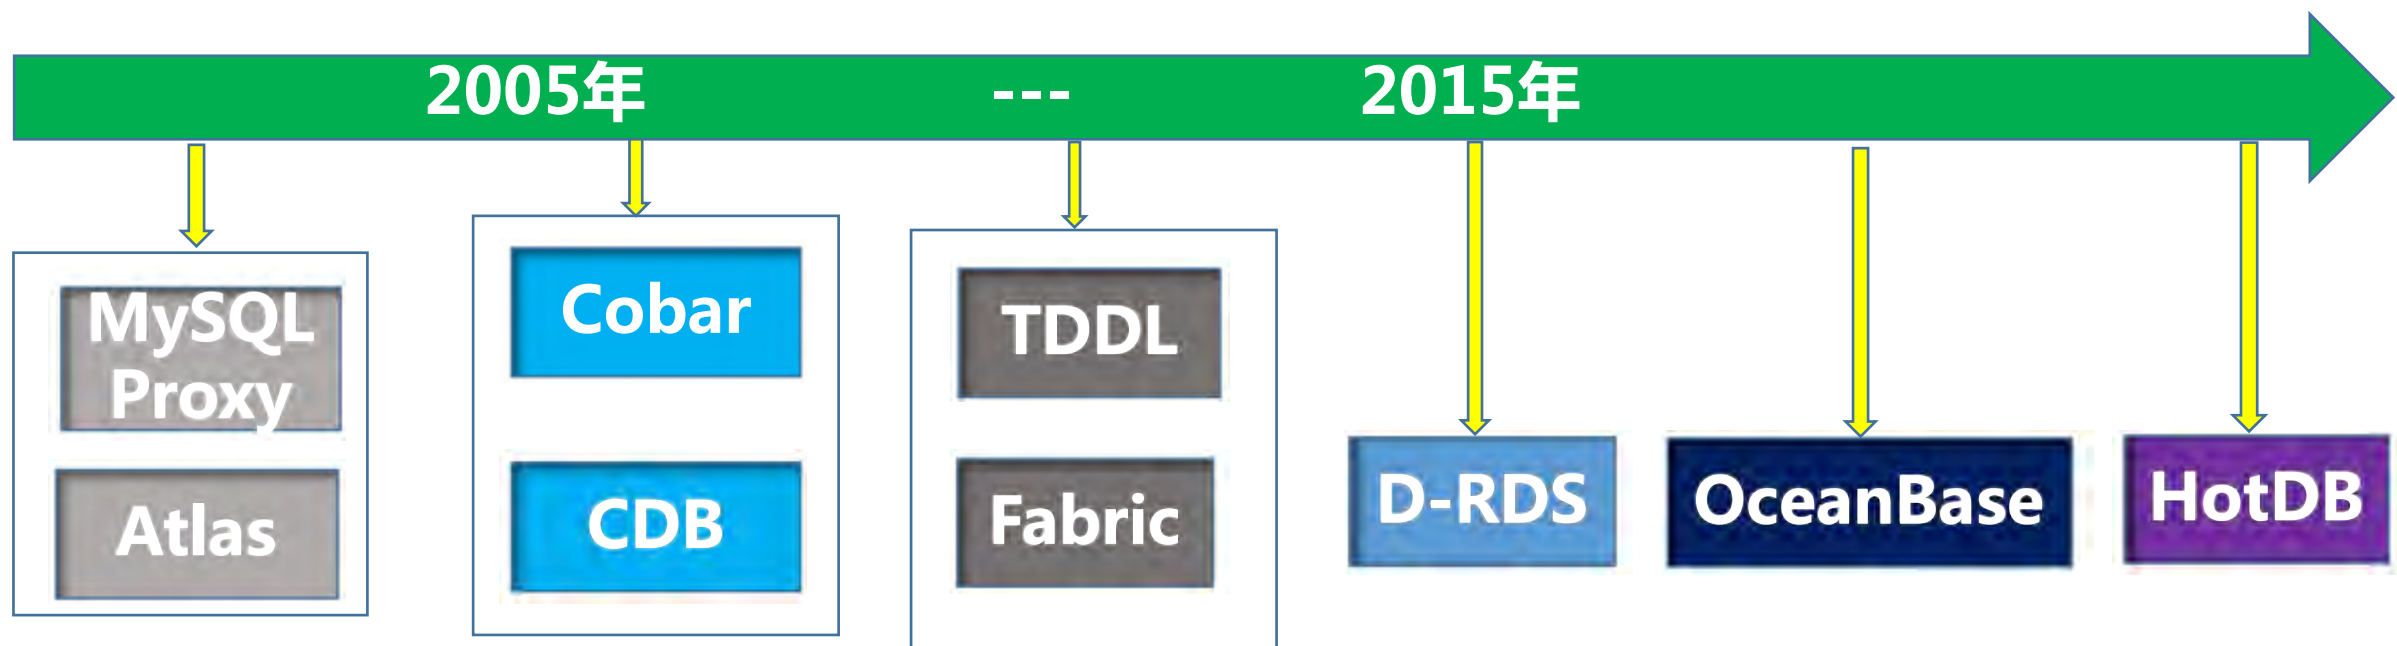 2005年 --- 2015年
MySQL
Proxy
Atlas
Cobar
CDB
TDDL
Fabric
D-RDS
OceanBase
HotDB